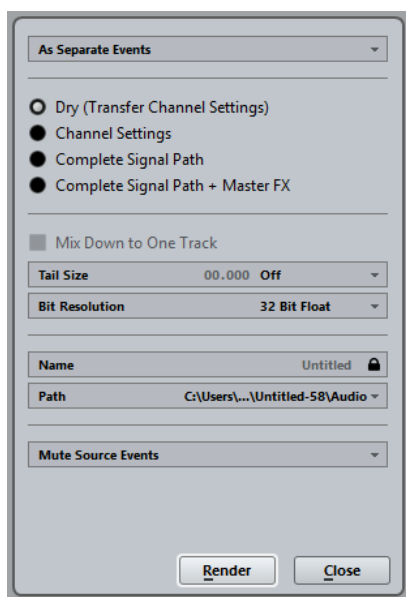 As Separate Events
Dry (Transfer Channel Settings)
Channel Settings
Complete Signal Path
Complete Signal Path + Master FX
Mix Down to One Track
Tail Size 00.000 Off
Bit Resolution 32 Bit Float
Name Untitled
Path C:\Users\...\Untitled-58\Audio
Mute Source Events
Render Close